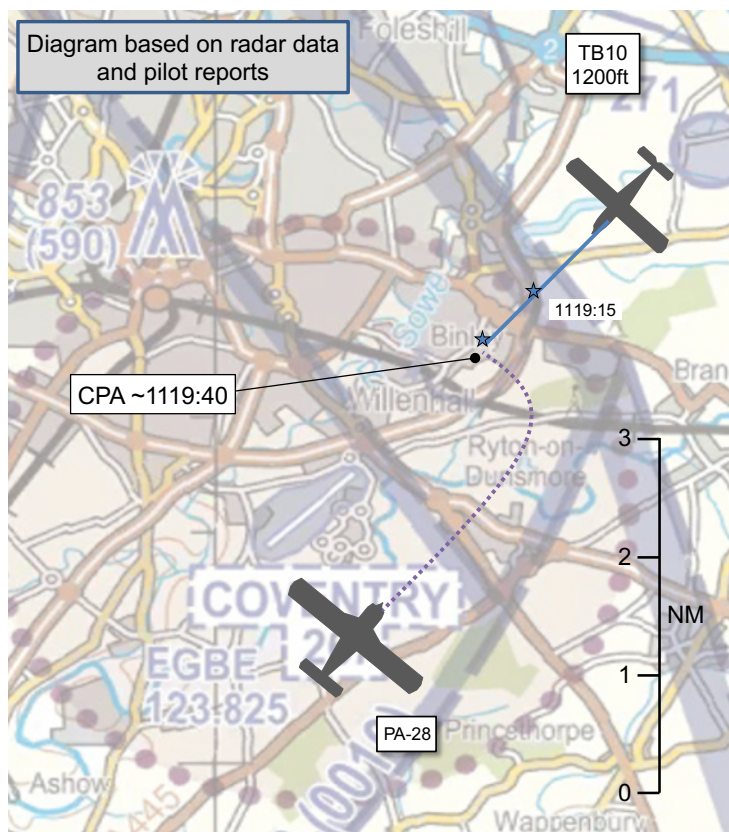 Diagram based on radar data
and pilot reports
Foleshill
2
TB10
1200ft
271
853
(590)
Sowe
1119:15
CPA ~1119:40
Willenhall
Bran
Ryton-on-
Dunsmore
3
2
NM
COVENTRY
EGBE
123.825
1
PA-28
Princethorpe
Ashow
0
Wappenbury